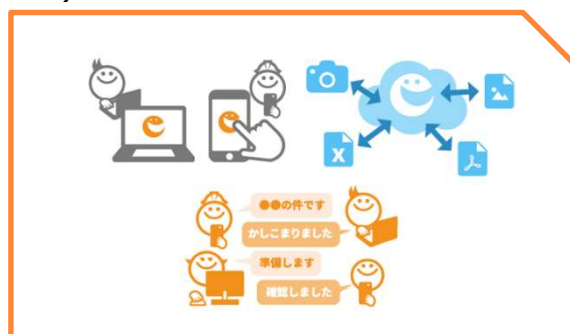 ●●の件です
かしこまりました
準備します
確認しました